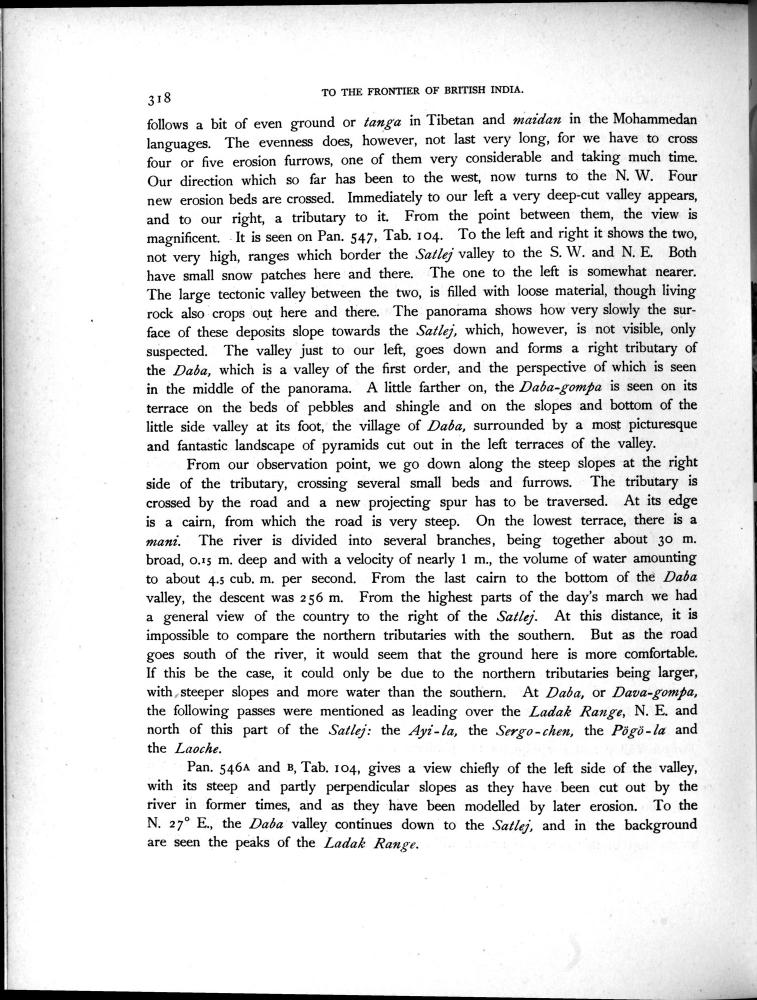 318
TO THE FRONTIER OF BRITISH INDIA.
follows a bit of even ground or tanga in Tibetan and maidan in the Mohammedan
languages. The evenness does, however, not last very long, for we have to cross
four or five erosion furrows, one of them very considerable and taking much time.
Our direction which so far has been to the west, now turns to the N. W. Four
new erosion beds are crossed. Immediately to our left a very deep-cut valley appears,
and to our right, a tributary to it. From the point between them, the view is
magnificent. It is seen on Pan. 547, Tab. 104. To the left and right it shows the two,
not very high, ranges which border the Satlej valley to the S. W. and N. E. Both
have small snow patches here and there. The one to the left is somewhat nearer.
The large tectonic valley between the two, is filled with loose material, though living
rock also crops out here and there. The panorama shows how very slowly the sur-
face of these deposits slope towards the Satlej, which, however, is not visible, only
suspected. The valley just to our left, goes down and forms a right tributary of
the Daba, which is a valley of the first order, and the perspective of which is seen
in the middle of the panorama. A little farther on, the Daba-gompa is seen on its
terrace on the beds of pebbles and shingle and on the slopes and bottom of the
little side valley at its foot, the village of Daba, surrounded by a most picturesque
and fantastic landscape of pyramids cut out in the left terraces of the valley.
From our observation point, we go down along the steep slopes at the right
side of the tributary, crossing several small beds and furrows. The tributary is
crossed by the road and a new projecting spur has to be traversed. At its edge
is a cairn, from which the road is very steep. On the lowest terrace, there is a
mani. The river is divided into several branches, being together about 30 m.
broad, 0.15 m. deep and with a velocity of nearly 1 m., the volume of water amounting
to about 4.5 cub. m. per second. From the last cairn to the bottom of the Daba
valley, the descent was 256 m. From the highest parts of the day's march we had
a general view of the country to the right of the Satlej. At this distance, it is
impossible to compare the northern tributaries with the southern. But as the road
goes south of the river, it would seem that the ground here is more comfortable.
If this be the case, it could only be due to the northern tributaries being larger,
with steeper slopes and more water than the southern. At Daba, or Dava-gompa,
the following passes were mentioned as leading over the Ladak Range, N. E. and
north of this part of the Satlej: the Ayi-la, the Sergo-chen, the Pögö-la and
the Laoche.
Pan. 546A and B, Tab. 104, gives a view chiefly of the left side of the valley,
with its steep and partly perpendicular slopes as they have been cut out by the
river in former times, and as they have been modelled by later erosion. To the
N. 27° E., the Daba valley continues down to the Satlej, and in the background
are seen the peaks of the Ladak Range.